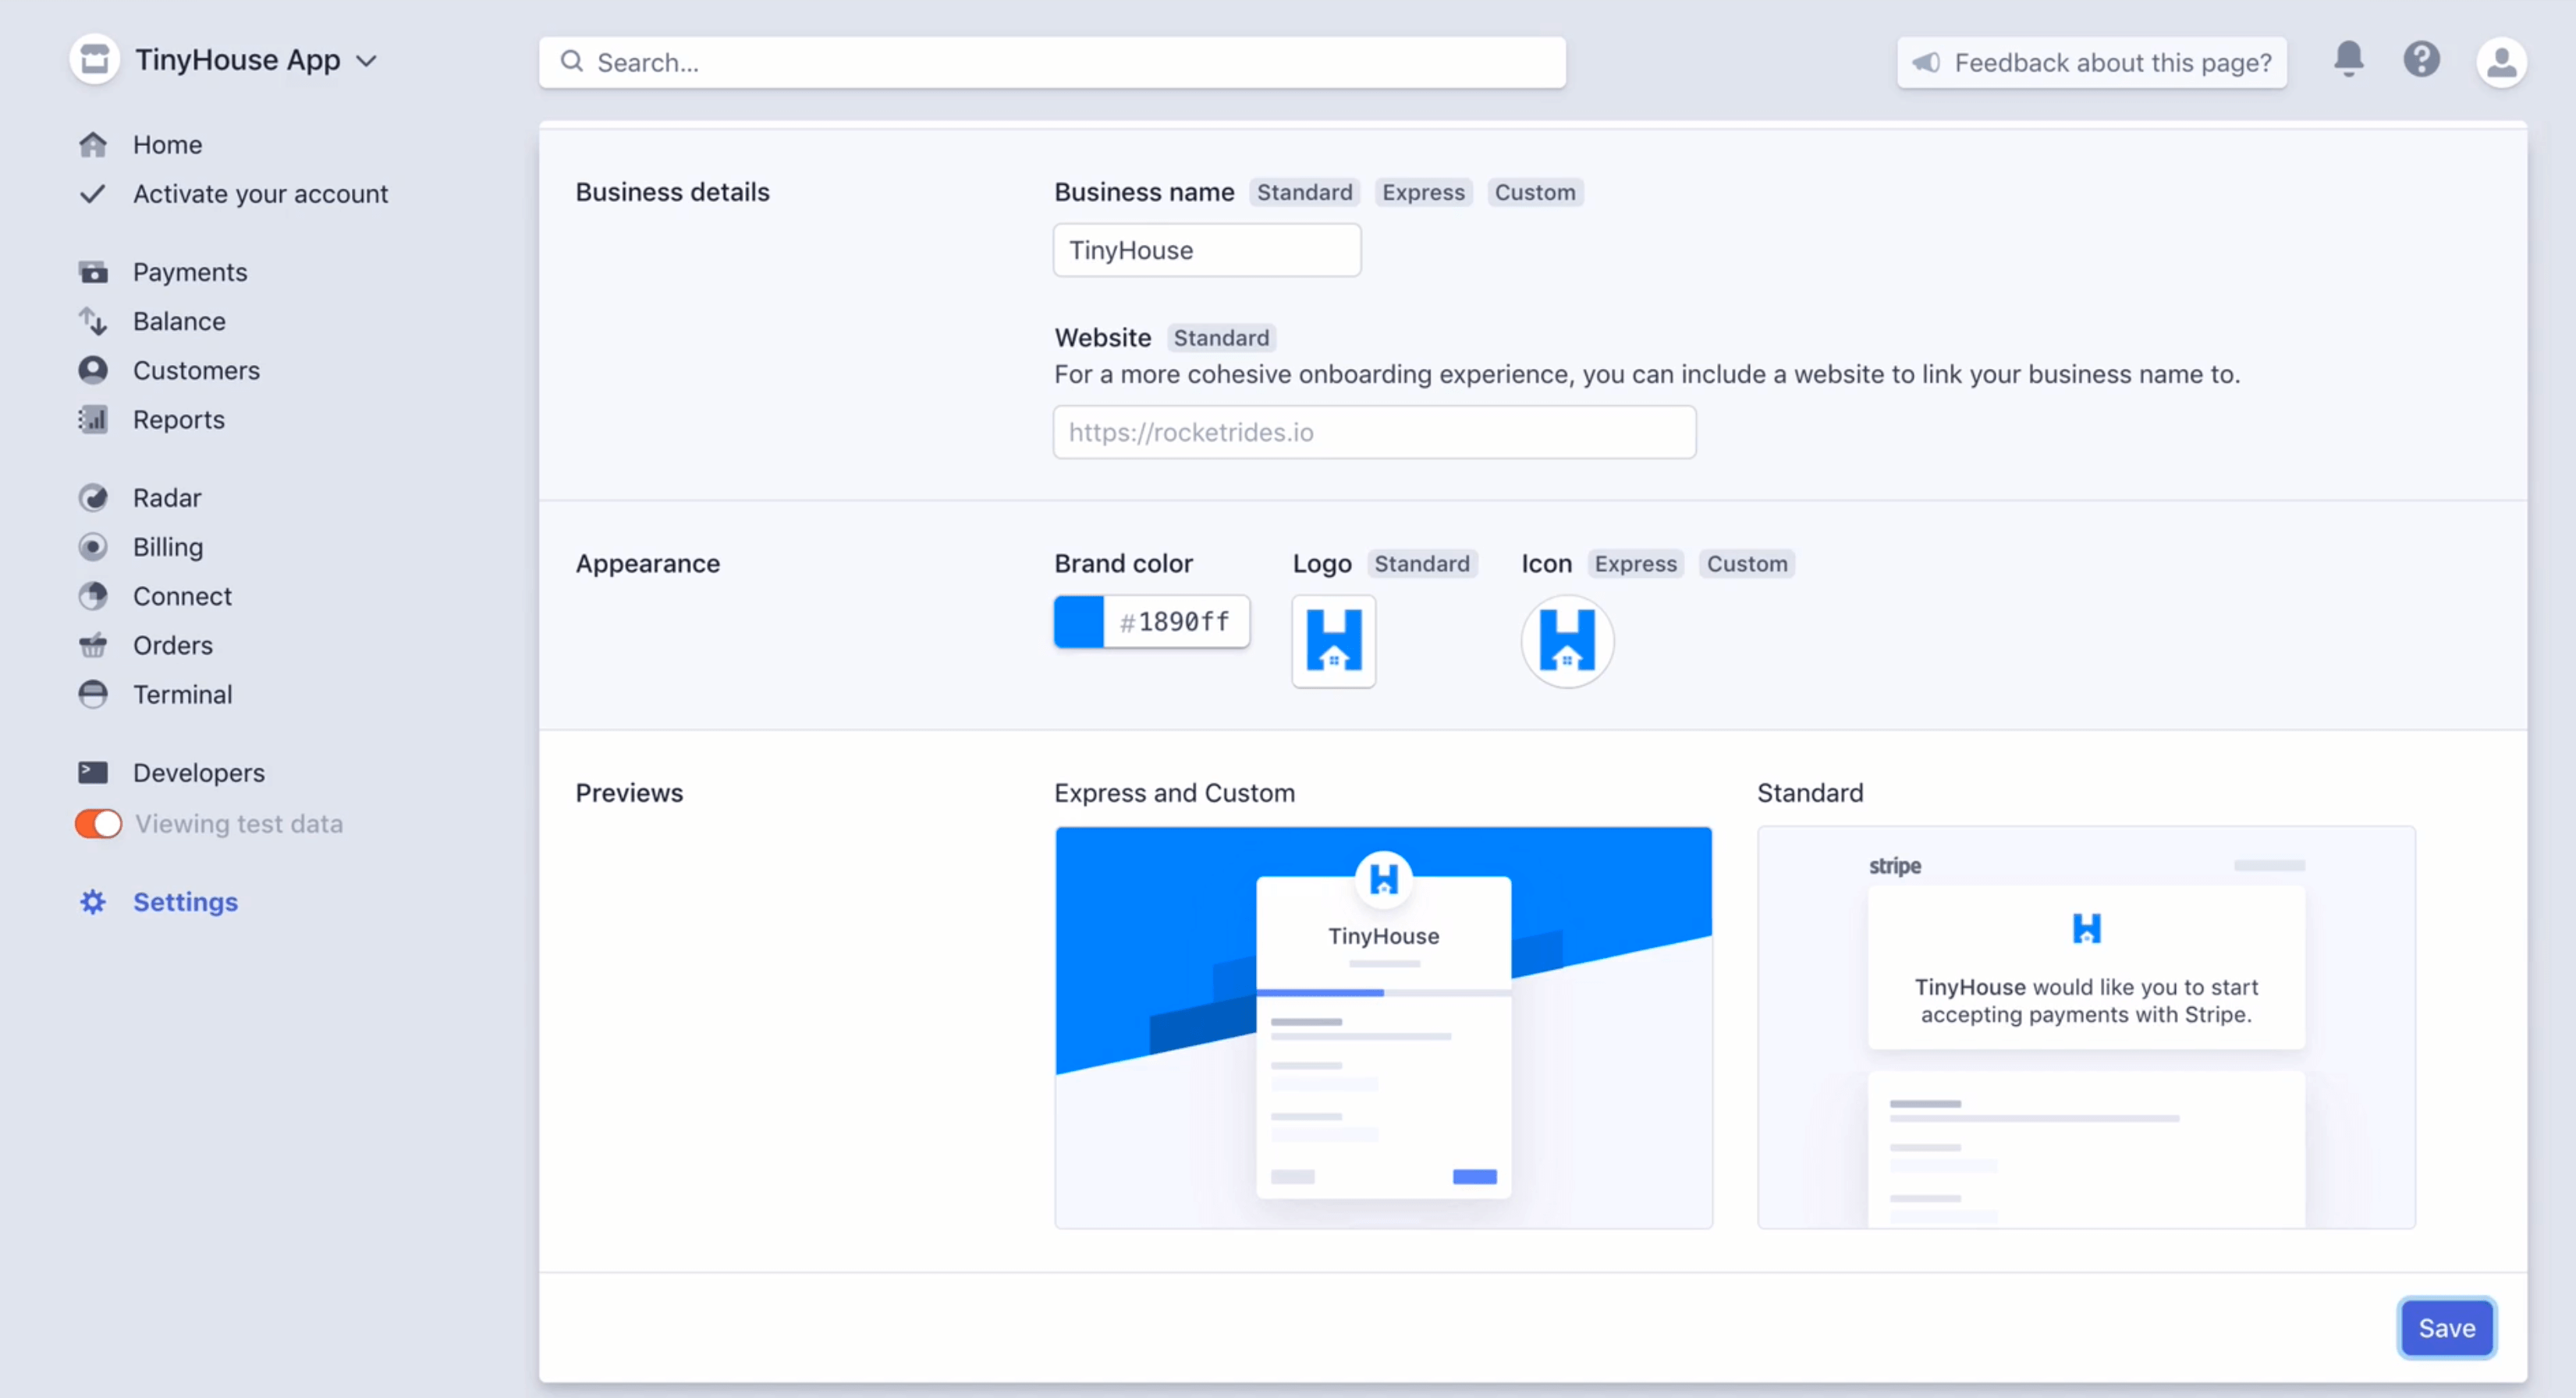 TinyHouse App
Search...
Feedback about this page?
Home
Activate your account
Payments
Balance
Customers
Reports
Radar
Billing
Connect
Orders
Terminal
Developers
Viewing test data
Settings
Business details
Business name Standard Express Custom
TinyHouse
Website Standard
For a more cohesive onboarding experience, you can include a website to link your business name to.
https://rocketrides.io
Appearance
Brand color
#1890ff
Logo Standard
Icon Express Custom
Previews
Express and Custom
TinyHouse
Standard
stripe
TinyHouse would like you to start
accepting payments with Stripe.
Save